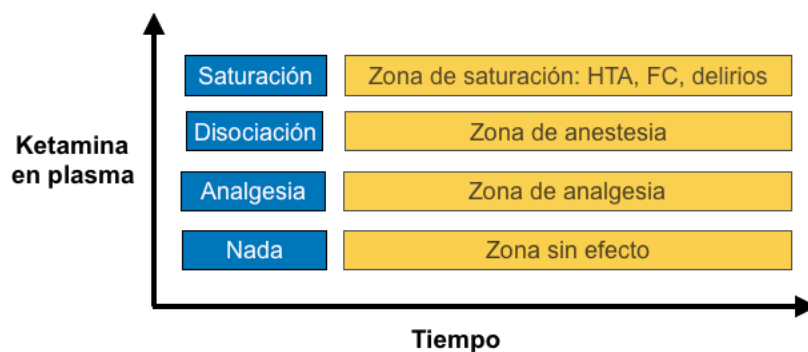 Saturación
Zona de saturación: HTA, FC, delirios
Disociación
Zona de anestesia
Ketamina
en plasma
Analgesia
Zona de analgesia
Nada
Zona sin efecto
Tiempo